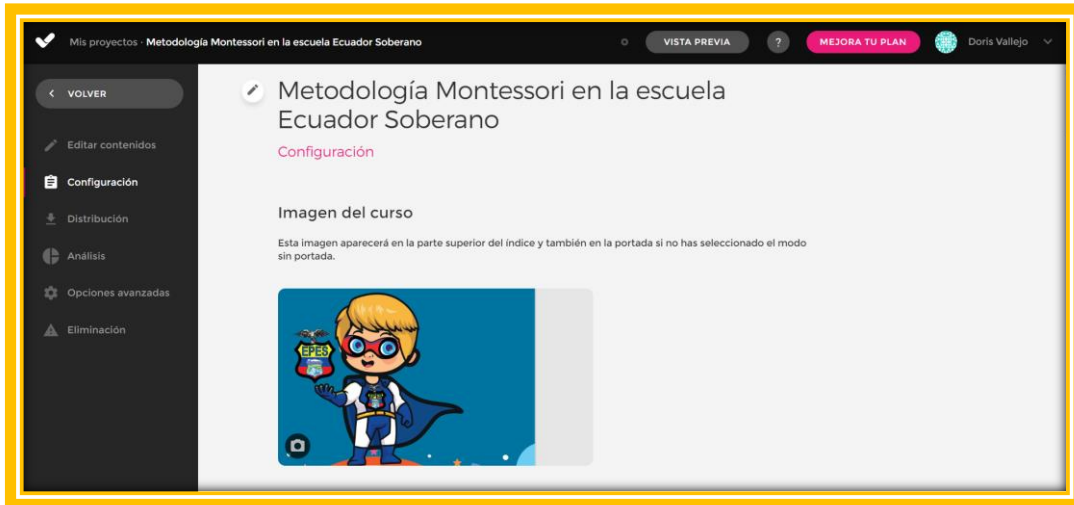 Mis proyectos · Metodología Montessori en la escuela Ecuador Soberano
VISTA PREVIA
?
MEJORA TU PLAN
Doris Vallejo
VOLVER
Editar contenidos
Configuración
Distribución
Análisis
Opciones avanzadas
Eliminación
Metodología Montessori en la escuela
Ecuador Soberano
Configuración
Imagen del curso
Esta imagen aparecerá en la parte superior del índice y también en la portada si no has seleccionado el modo
sin portada.
EPES